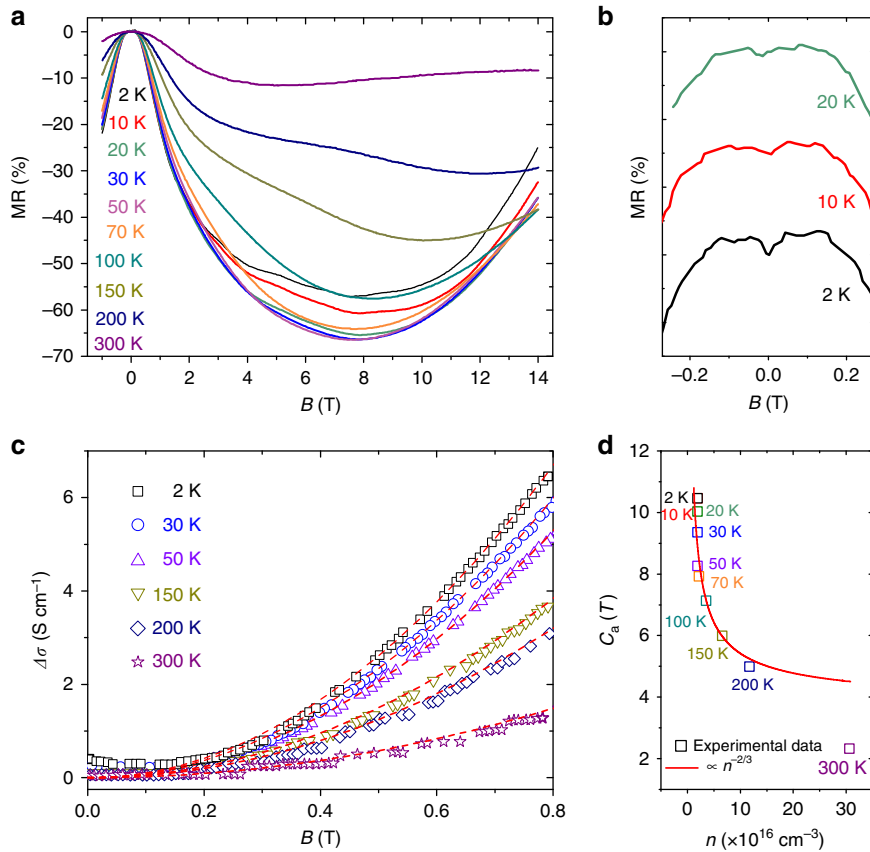 a
0
−10
−20
−30
−40
−50
−60
−70
MR (%)
2 K
10 K
20 K
30 K
50 K
70 K
100 K
150 K
200 K
300 K
0 2 4 6 8 10 12 14
B (T)
b
MR (%)
20 K
10 K
2 K
−0.2 0.0 0.2
B (T)
c
6
4
2
0
Δσ (S cm−1)
2 K
30 K
50 K
150 K
200 K
300 K
0.0 0.2 0.4 0.6 0.8
B (T)
d
12
10
8
6
4
2
Ca (T)
2 K
10 K
20 K
30 K
50 K
70 K
100 K
150 K
200 K
Experimental data
∝ n−2/3
300 K
0 10 20 30
n (×1016 cm−3)